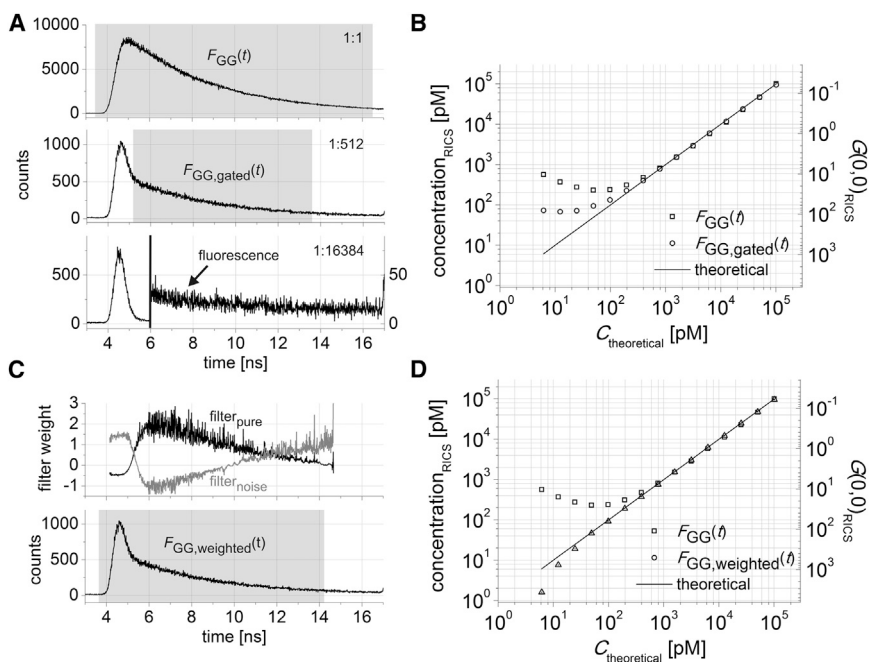 A
10000
5000
0
F_GG(t)
1:1
1000
500
0
F_GG,gated(t)
1:512
500
0
fluorescence
1:16384
50
0
counts
4 6 8 10 12 14 16
time [ns]
B
10^5
10^4
10^3
10^2
10^1
10^0
concentration_RICS [pM]
10^-1
10^0
10^1
10^2
10^3
G(0,0)_RICS
F_GG(t)
F_GG,gated(t)
theoretical
10^0 10^1 10^2 10^3 10^4 10^5
C_theoretical [pM]
C
3
2
1
0
-1
filter weight
filter_pure
filter_noise
1000
500
0
counts
F_GG,weighted(t)
4 6 8 10 12 14 16
time [ns]
D
10^5
10^4
10^3
10^2
10^1
10^0
concentration_RICS [pM]
10^-1
10^0
10^1
10^2
10^3
G(0,0)_RICS
F_GG(t)
F_GG,weighted(t)
theoretical
10^0 10^1 10^2 10^3 10^4 10^5
C_theoretical [pM]